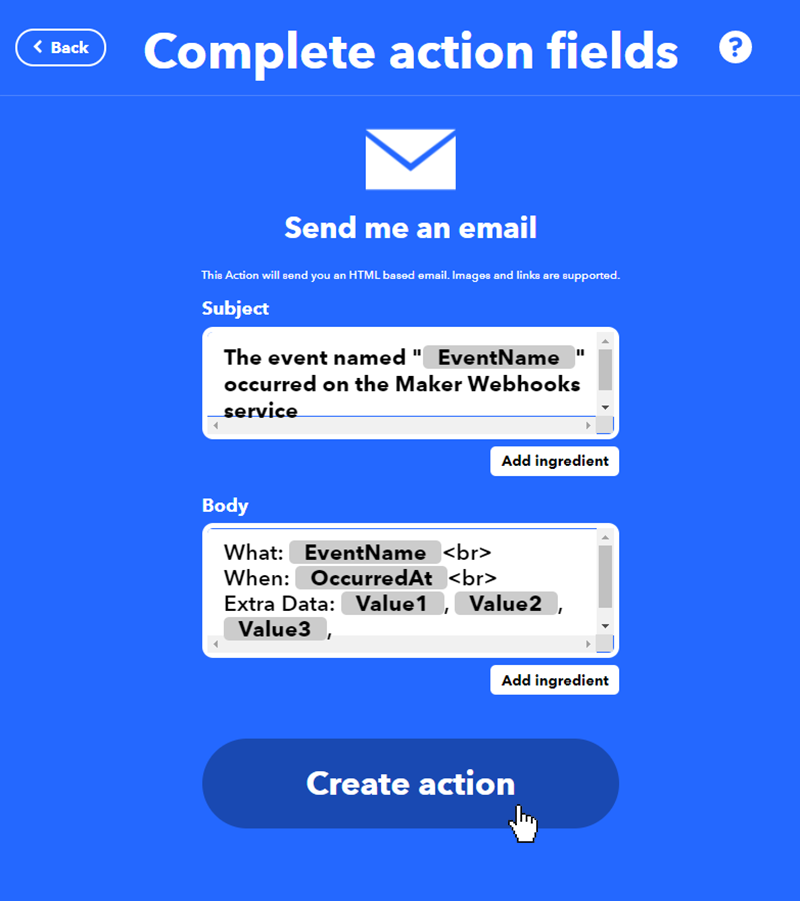 Back
Complete action fields
?
Send me an email
This Action will send you an HTML based email. Images and links are supported.
Subject
The event named " EventName "
occurred on the Maker Webhooks
service
Add ingredient
Body
What: EventName <br>
When: OccurredAt <br>
Extra Data: Value1 , Value2 ,
Value3 ,
Add ingredient
Create action